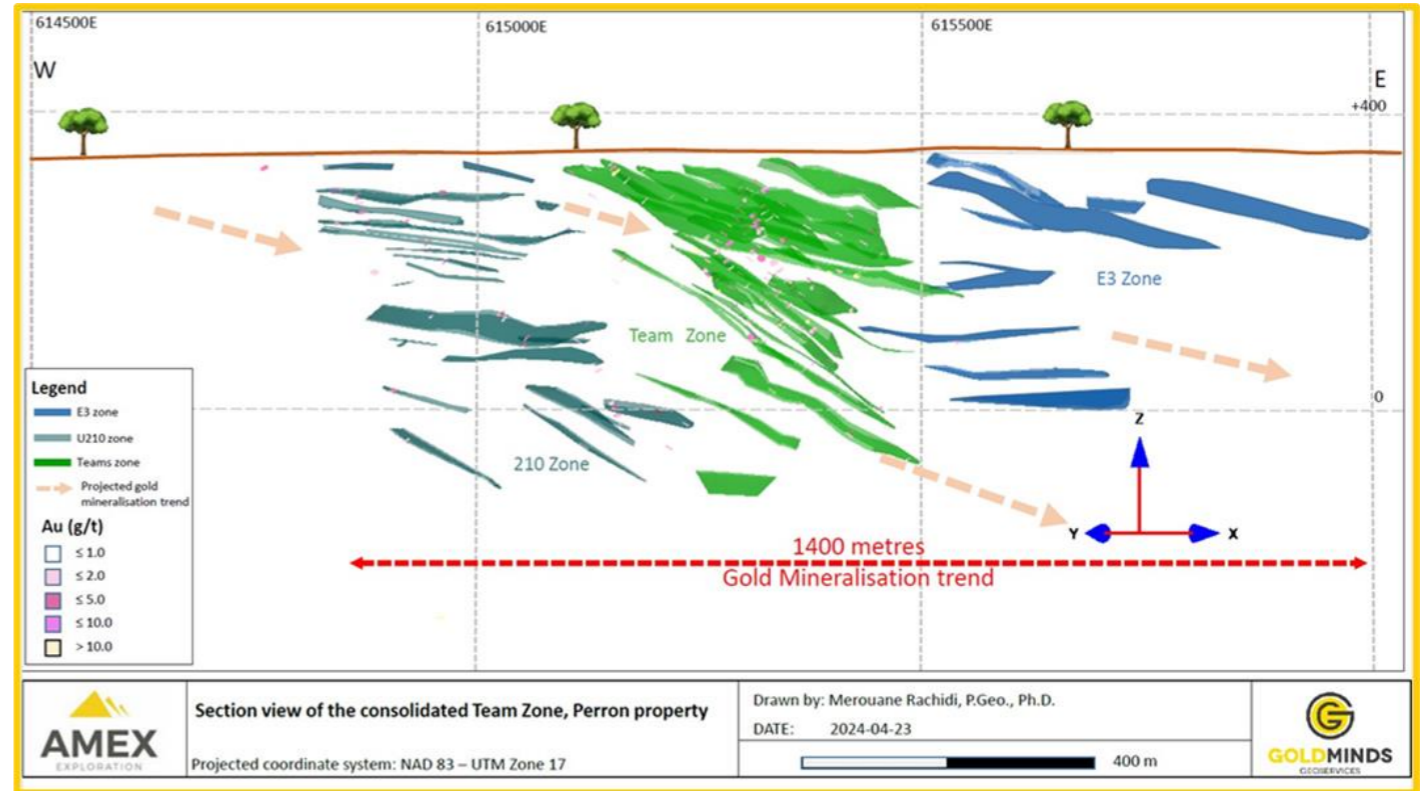 614500E
615000E
615500E
W
E
+400
E3 Zone
Team Zone
0
210 Zone
Legend
E3 zone
U210 zone
Teams zone
Projected gold
mineralisation trend
Au (g/t)
≤ 1.0
≤ 2.0
≤ 5.0
≤ 10.0
> 10.0
Z
Y
X
1400 metres
Gold Mineralisation trend
AMEX
EXPLORATION
Section view of the consolidated Team Zone, Perron property
Projected coordinate system: NAD 83 – UTM Zone 17
Drawn by: Merouane Rachidi, P.Geo., Ph.D.
DATE: 2024-04-23
400 m
GOLDMINDS
GEOSERVICES